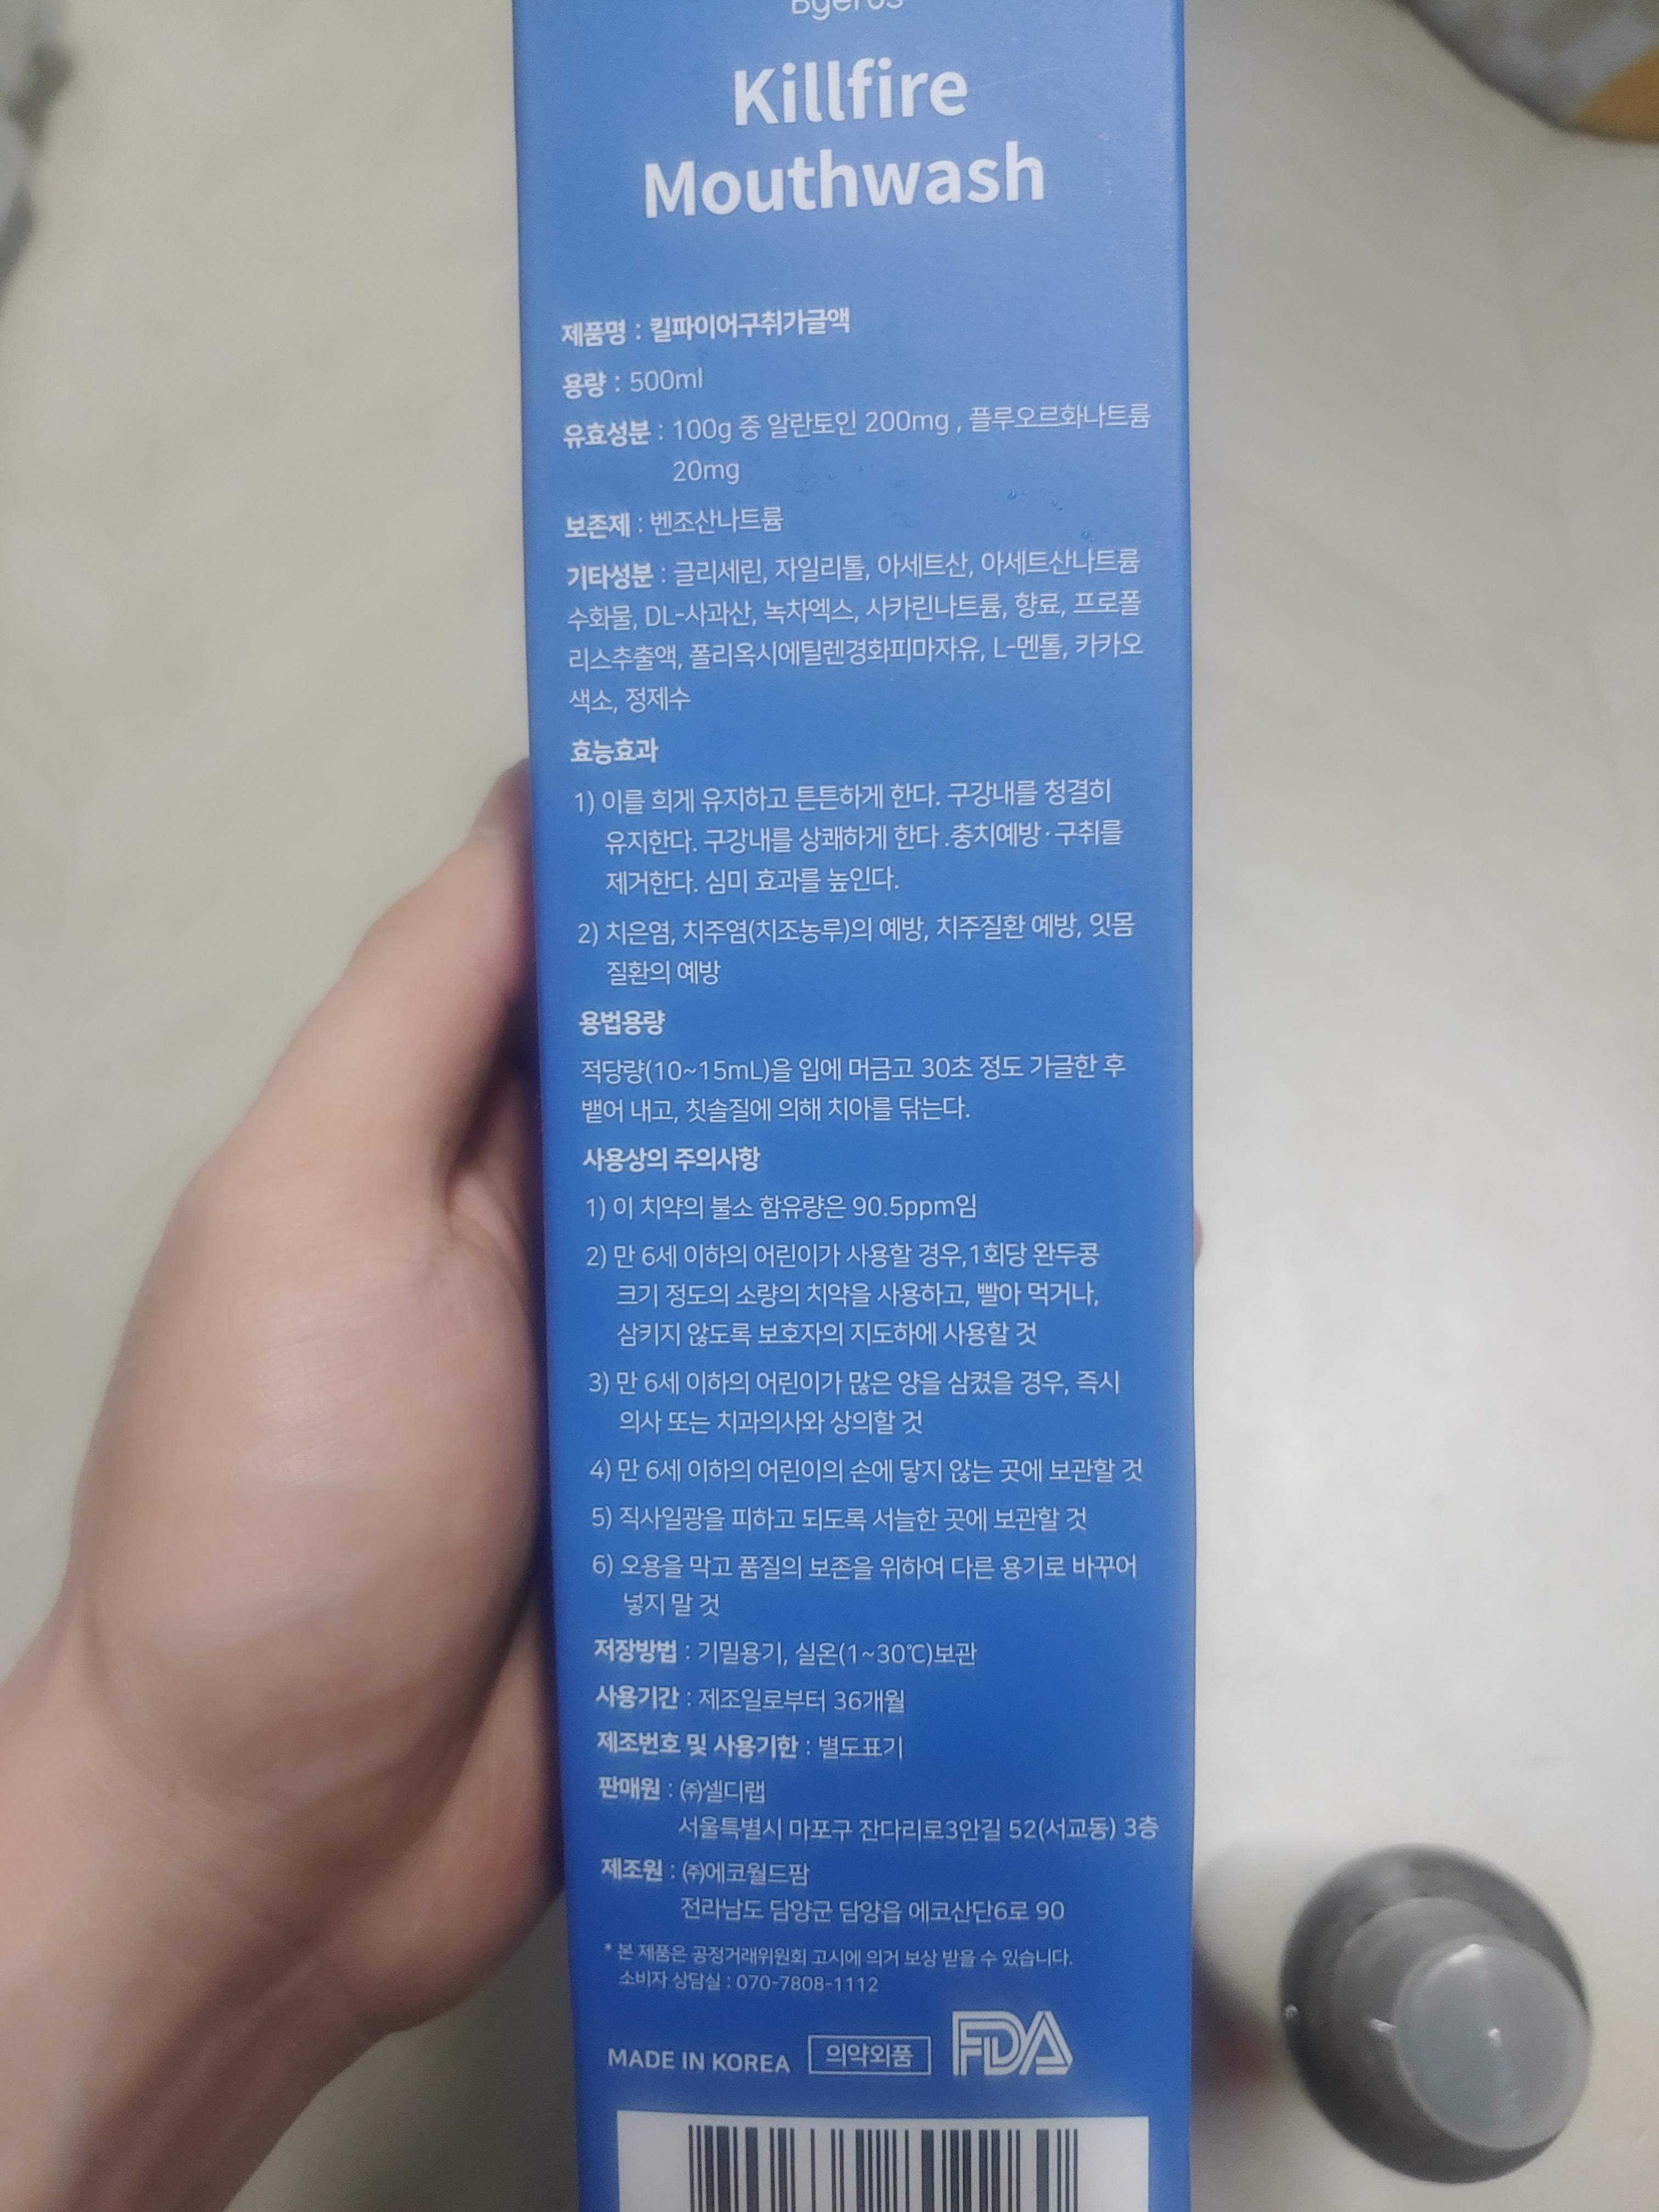 Killfire
Mouthwash
제품명 : 킬파이어구취가글액
용량 : 500ml
유효성분 : 100g 중 알란토인 200mg , 플루오르화나트륨
20mg
보존제 : 벤조산나트륨
기타성분 : 글리세린, 자일리톨, 아세트산, 아세트산나트륨
수화물, DL-사과산, 녹차엑스, 사카린나트륨, 향료, 프로폴
리스추출액, 폴리옥시에틸렌경화피마자유, L-멘톨, 카카오
색소, 정제수
효능효과
1) 이를 희게 유지하고 튼튼하게 한다. 구강내를 청결히
유지한다. 구강내를 상쾌하게 한다 .충치예방·구취를
제거한다. 심미 효과를 높인다.
2) 치은염, 치주염(치조농루)의 예방, 치주질환 예방, 잇몸
질환의 예방
용법용량
적당량(10~15mL)을 입에 머금고 30초 정도 가글한 후
뱉어 내고, 칫솔질에 의해 치아를 닦는다.
사용상의 주의사항
1) 이 치약의 불소 함유량은 90.5ppm임
2) 만 6세 이하의 어린이가 사용할 경우,1회당 완두콩
크기 정도의 소량의 치약을 사용하고, 빨아 먹거나,
삼키지 않도록 보호자의 지도하에 사용할 것
3) 만 6세 이하의 어린이가 많은 양을 삼켰을 경우, 즉시
의사 또는 치과의사와 상의할 것
4) 만 6세 이하의 어린이의 손에 닿지 않는 곳에 보관할 것
5) 직사일광을 피하고 되도록 서늘한 곳에 보관할 것
6) 오용을 막고 품질의 보존을 위하여 다른 용기로 바꾸어
넣지 말 것
저장방법 : 기밀용기, 실온(1~30℃)보관
사용기간 : 제조일로부터 36개월
제조번호 및 사용기한 : 별도표기
판매원 : ㈜셀디랩
서울특별시 마포구 잔다리로3안길 52(서교동) 3층
제조원 : ㈜에코월드팜
전라남도 담양군 담양읍 에코산단6로 90
* 본 제품은 공정거래위원회 고시에 의거 보상 받을 수 있습니다.
소비자 상담실 : 070-7808-1112
MADE IN KOREA 의약외품 FDA